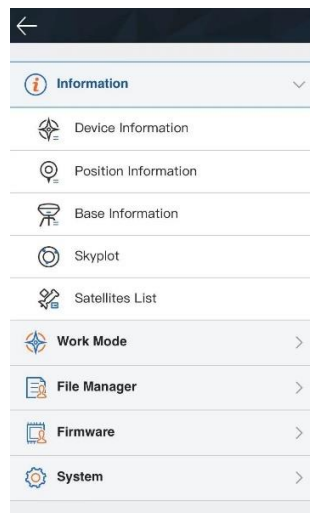 Information
Device Information
Position Information
Base Information
Skyplot
Satellites List
Work Mode
File Manager
Firmware
System